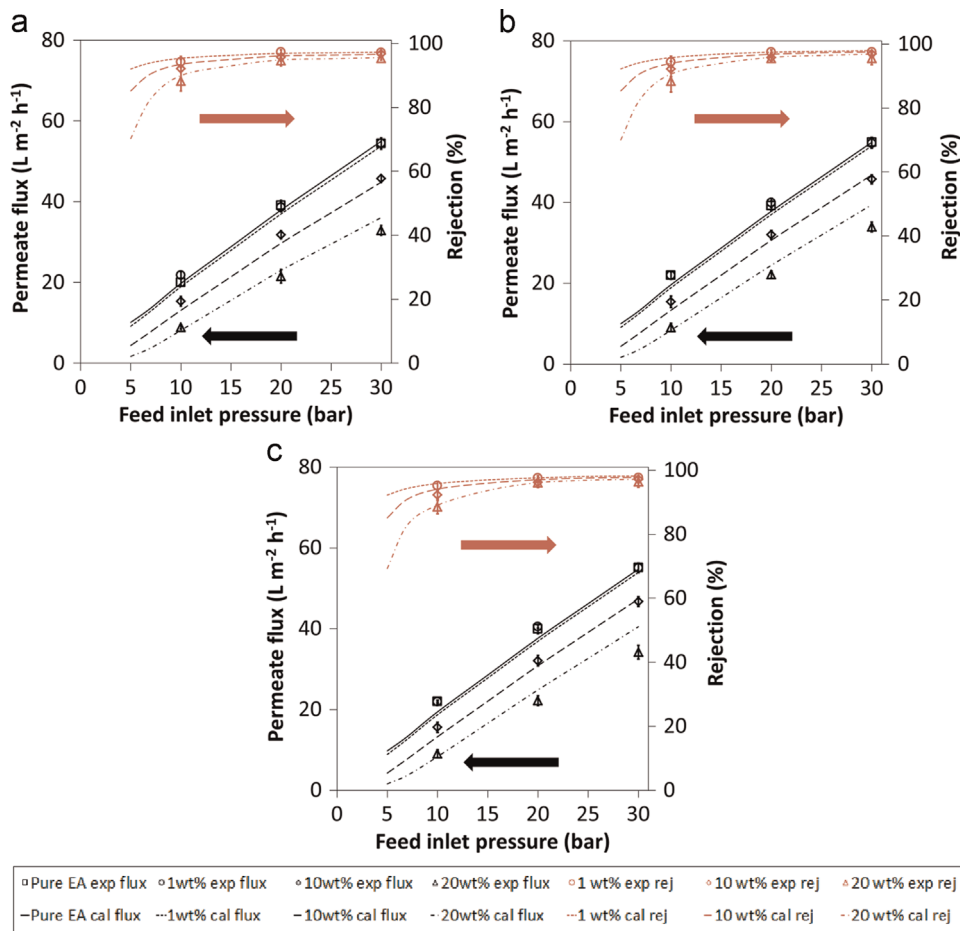 a
80
60
40
20
0
Permeate flux (L m⁻² h⁻¹)
100
80
60
40
20
0
Rejection (%)
0 5 10 15 20 25 30
Feed inlet pressure (bar)
b
80
60
40
20
0
Permeate flux (L m⁻² h⁻¹)
100
80
60
40
20
0
Rejection (%)
0 5 10 15 20 25 30
Feed inlet pressure (bar)
c
80
60
40
20
0
Permeate flux (L m⁻² h⁻¹)
100
80
60
40
20
0
Rejection (%)
0 5 10 15 20 25 30
Feed inlet pressure (bar)
Pure EA exp flux 1wt% exp flux 10wt% exp flux 20wt% exp flux 1 wt% exp rej 10 wt% exp rej 20 wt% exp rej
Pure EA cal flux 1wt% cal flux 10wt% cal flux 20wt% cal flux 1 wt% cal rej 10 wt% cal rej 20 wt% cal rej